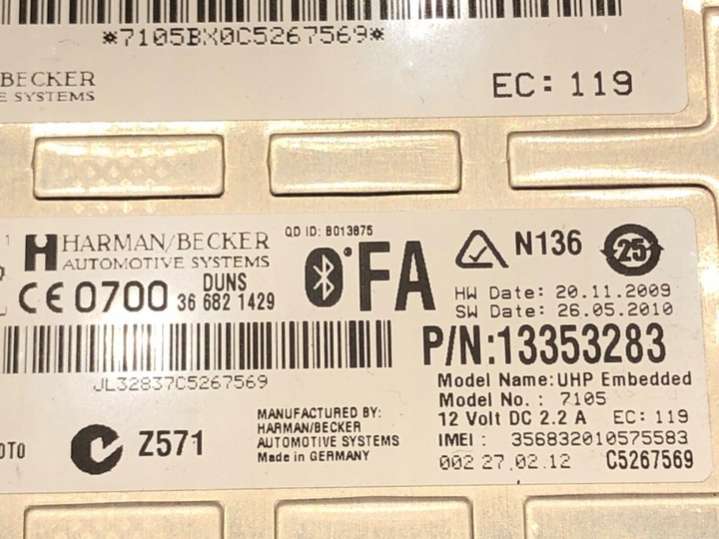 *7105BX0C5267569*
BECKER
E SYSTEMS
EC: 119
QD ID: B013875
HARMAN/BECKER
AUTOMOTIVE SYSTEMS
FA
N136
25
CE 0700
DUNS
36 682 1429
HW Date: 20.11.2009
SW Date: 26.05.2010
P/N:13353283
JL32837C5267569
Model Name: UHP Embedded
Model No.: 7105
12 Volt DC 2.2 A EC: 119
IMEI: 356832010575583
002 27.02.12 C5267569
Z571
MANUFACTURED BY:
HARMAN/BECKER
AUTOMOTIVE SYSTEMS
Made in GERMANY